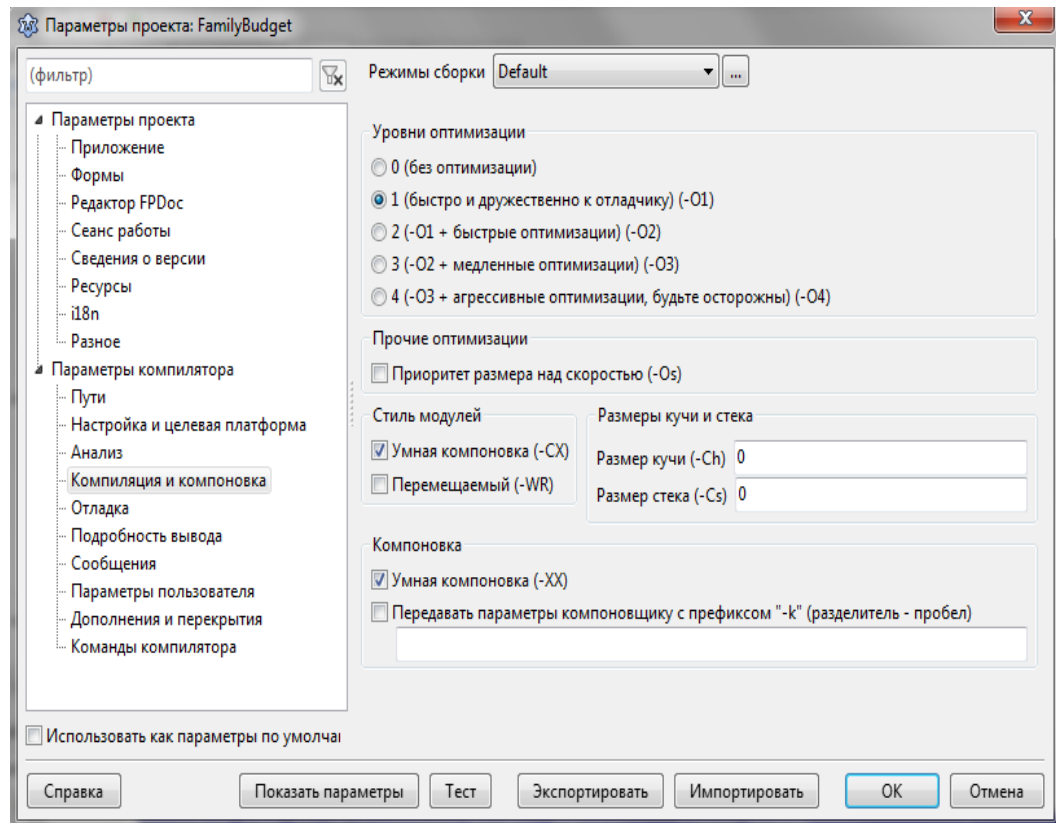 Параметры проекта: FamilyBudget
(фильтр)
Режимы сборки Default ...
Параметры проекта
Приложение
Формы
Редактор FPDoc
Сеанс работы
Сведения о версии
Ресурсы
i18n
Разное
Параметры компилятора
Пути
Настройка и целевая платформа
Анализ
Компиляция и компоновка
Отладка
Подробность вывода
Сообщения
Параметры пользователя
Дополнения и перекрытия
Команды компилятора
Уровни оптимизации
0 (без оптимизации)
1 (быстро и дружественно к отладчику) (-O1)
2 (-O1 + быстрые оптимизации) (-O2)
3 (-O2 + медленные оптимизации) (-O3)
4 (-O3 + агрессивные оптимизации, будьте осторожны) (-O4)
Прочие оптимизации
Приоритет размера над скоростью (-Os)
Стиль модулей
Умная компоновка (-CX)
Перемещаемый (-WR)
Размеры кучи и стека
Размер кучи (-Ch) 0
Размер стека (-Cs) 0
Компоновка
Умная компоновка (-XX)
Передавать параметры компоновщику с префиксом "-k" (разделитель - пробел)
Использовать как параметры по умолчан
Справка
Показать параметры
Тест
Экспортировать
Импортировать
OK
Отмена